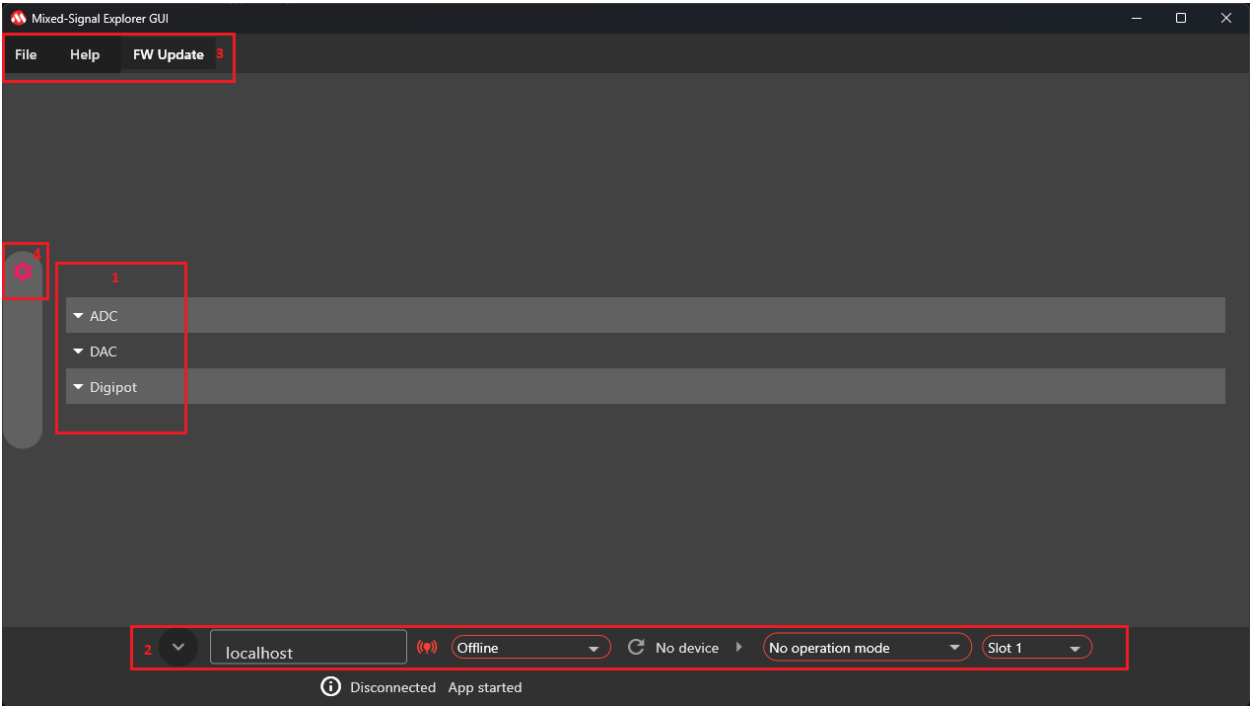 Mixed-Signal Explorer GUI
File Help FW Update 3
4
1
ADC
DAC
Digipot
2 localhost Offline No device No operation mode Slot 1
Disconnected App started